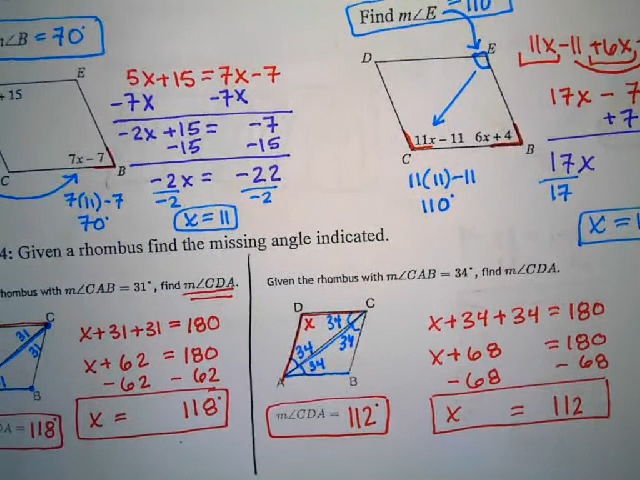 ∠B = 70°
E
+ 15
7x − 7
C
B
7(11)-7
70°
5x+15 = 7x-7
-7x -7x
-2x +15 = -7
-15 -15
-2x = -22
-2 -2
x = 11
Find m∠E = 110°
D
E
11x − 11 6x + 4
C
B
11(11)-11
110°
11x-11 +6x
17x - 7
+7
17x
17
x =
4: Given a rhombus find the missing angle indicated.
rhombus with m∠CAB = 31°, find m∠CDA.
C
31
31
B
x+31+31 = 180
x+62 = 180
-62 -62
x = 118°
DA = 118°
Given the rhombus with m∠CAB = 34°, find m∠CDA.
D
C
x 34
34
34
34
A
B
x+34+34 = 180
x+68 = 180
-68 -68
x = 112
m∠CDA = 112°